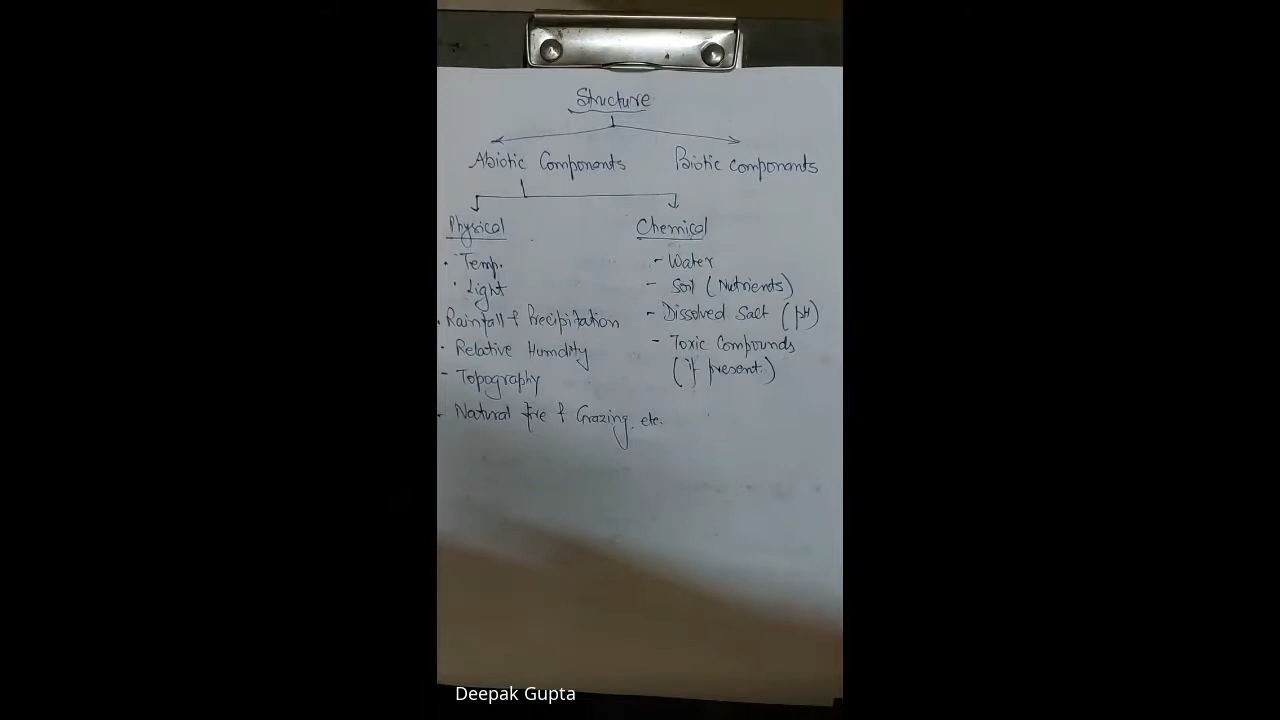 Structure
Abiotic Components
Biotic components
Physical
• Temp.
• Light
• Rainfall & Precipitation
• Relative Humdity
- Topography
- Natural fire & Grazing, etc.
Chemical
- Water
- Soil (Nutrients)
- Dissolved Salt (pH)
- Toxic Compounds
(if present.)
Deepak Gupta